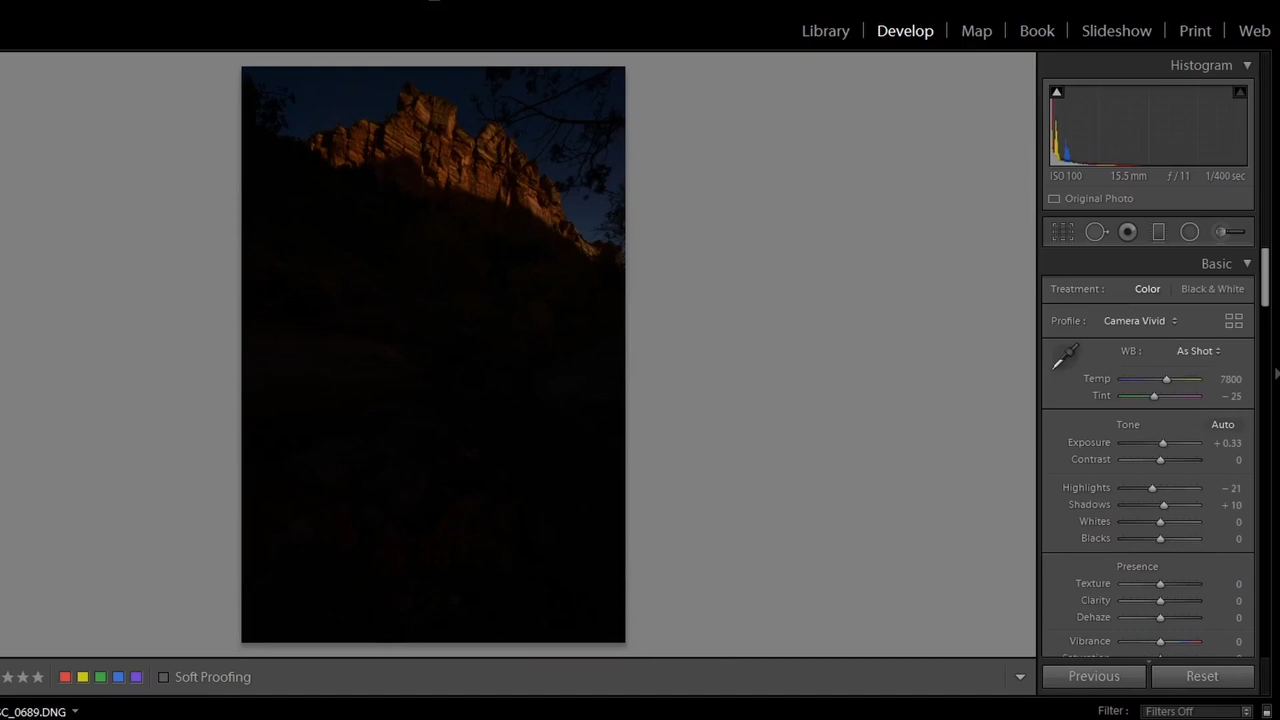 Library Develop Map Book Slideshow Print Web
Histogram
ISO 100 15.5 mm ƒ / 11 1/400 sec
Original Photo
Basic
Treatment : Color Black & White
Profile : Camera Vivid
WB : As Shot
Temp 7800
Tint − 25
Tone Auto
Exposure + 0.33
Contrast 0
Highlights − 21
Shadows + 10
Whites 0
Blacks 0
Presence
Texture 0
Clarity 0
Dehaze 0
Vibrance 0
Soft Proofing
Previous Reset
SC_0689.DNG
Filter : Filters Off